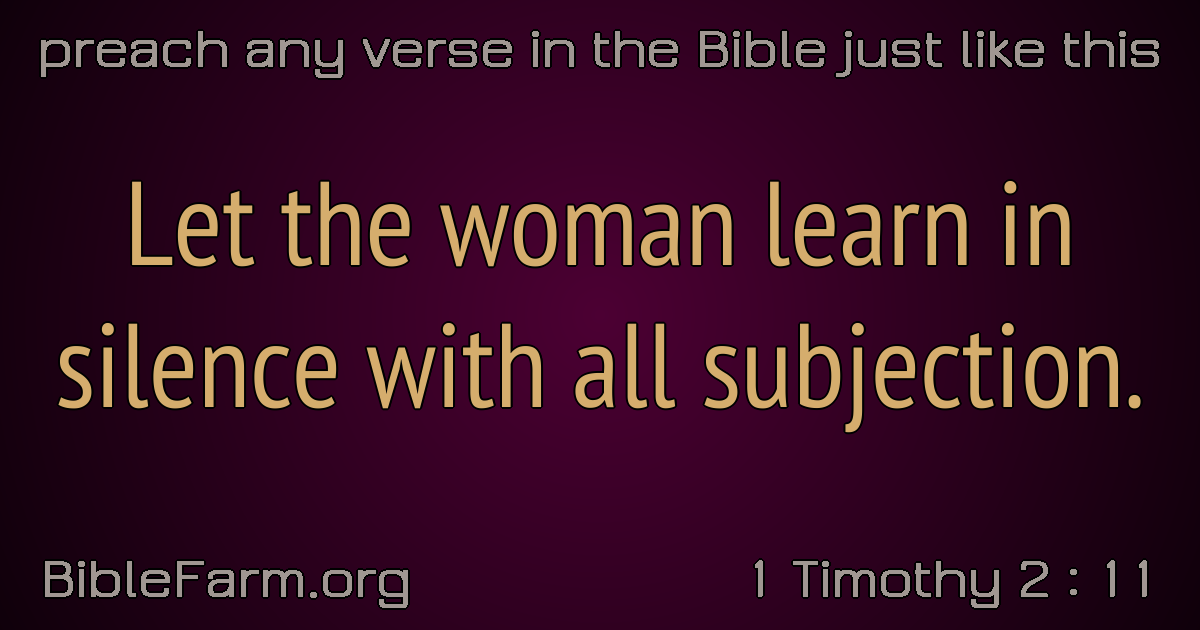 preach any verse in the Bible just like this
Let the woman learn in
silence with all subjection.
BibleFarm.org
1 Timothy 2 : 11